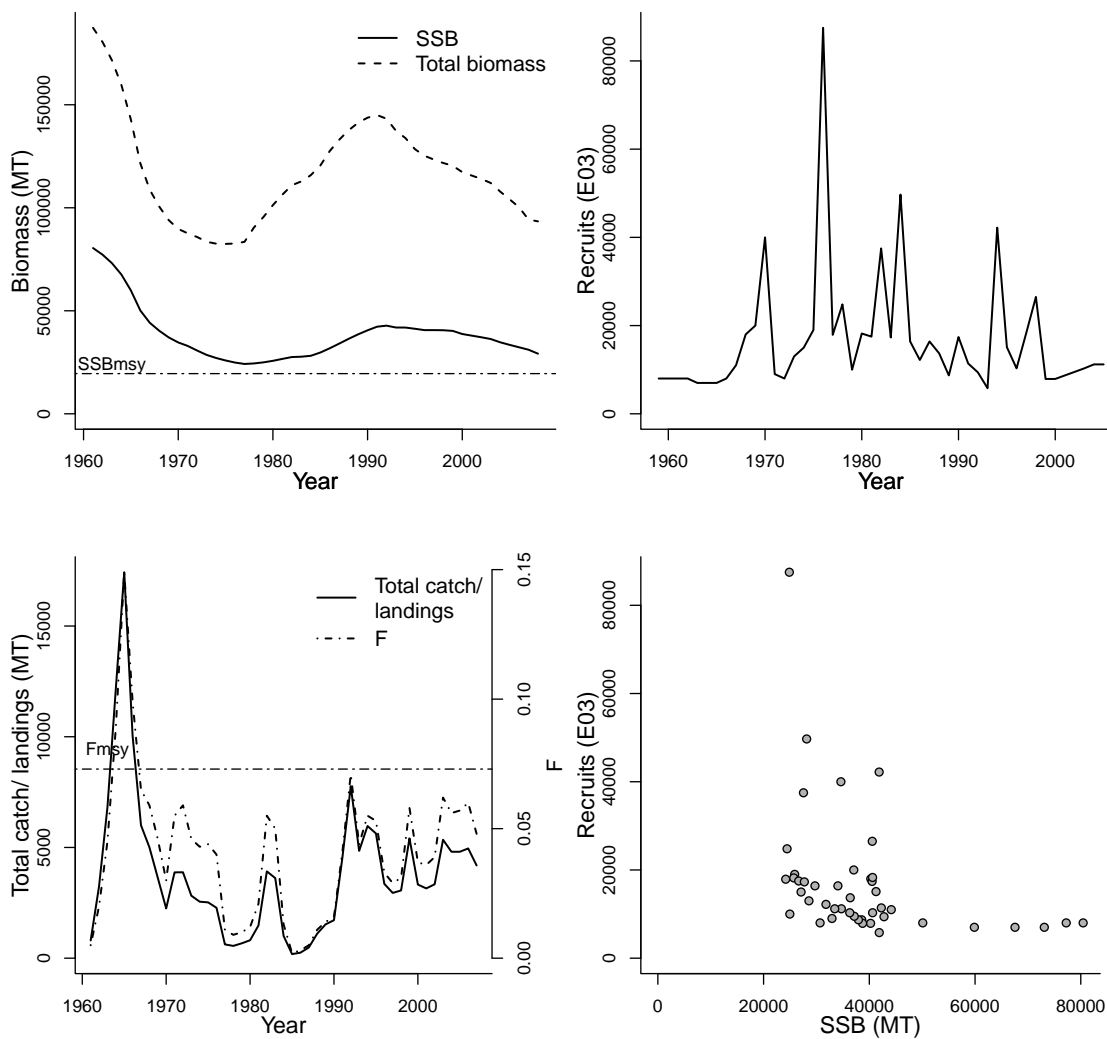 SSB
Total biomass
Biomass (MT)
150000
100000
50000
0
SSBmsy
1960 1970 1980 1990 2000
Year
Recruits (E03)
80000
60000
40000
20000
0
1960 1970 1980 1990 2000
Year
Total catch/
landings
F
Total catch/ landings (MT)
15000
10000
5000
0
Fmsy
0.15
0.10
0.05
0.00
F
1960 1970 1980 1990 2000
Year
Recruits (E03)
80000
60000
40000
20000
0
0 20000 40000 60000 80000
SSB (MT)